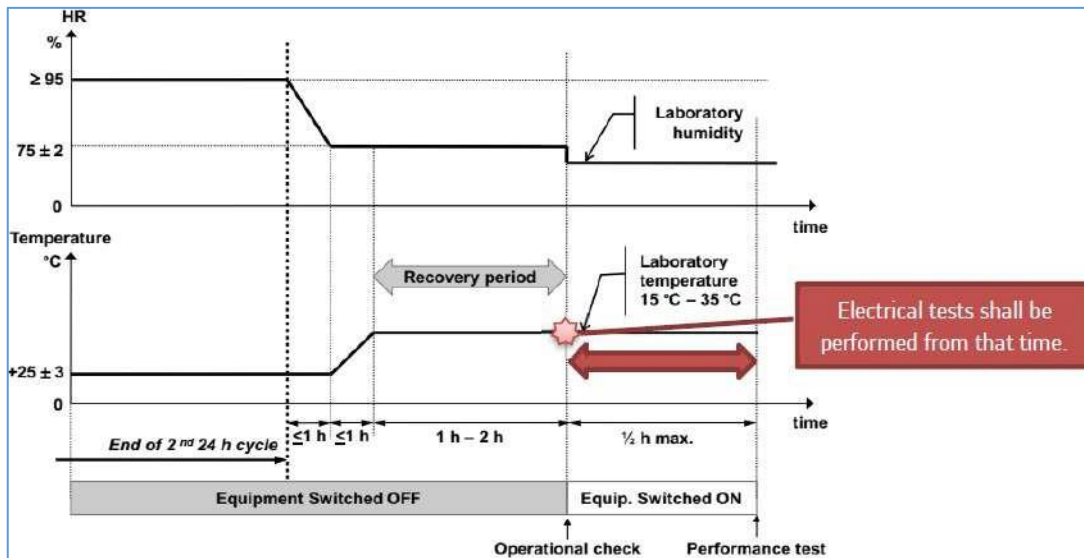 HR
%
≥ 95
Laboratory
humidity
75 ± 2
0
time
Temperature
°C
Recovery period
Laboratory
temperature
15 °C – 35 °C
Electrical tests shall be
performed from that time.
+25 ± 3
0
time
≤1 h
≤1 h
1 h – 2 h
½ h max.
End of 2nd 24 h cycle
Equipment Switched OFF
Equip. Switched ON
Operational check
Performance test